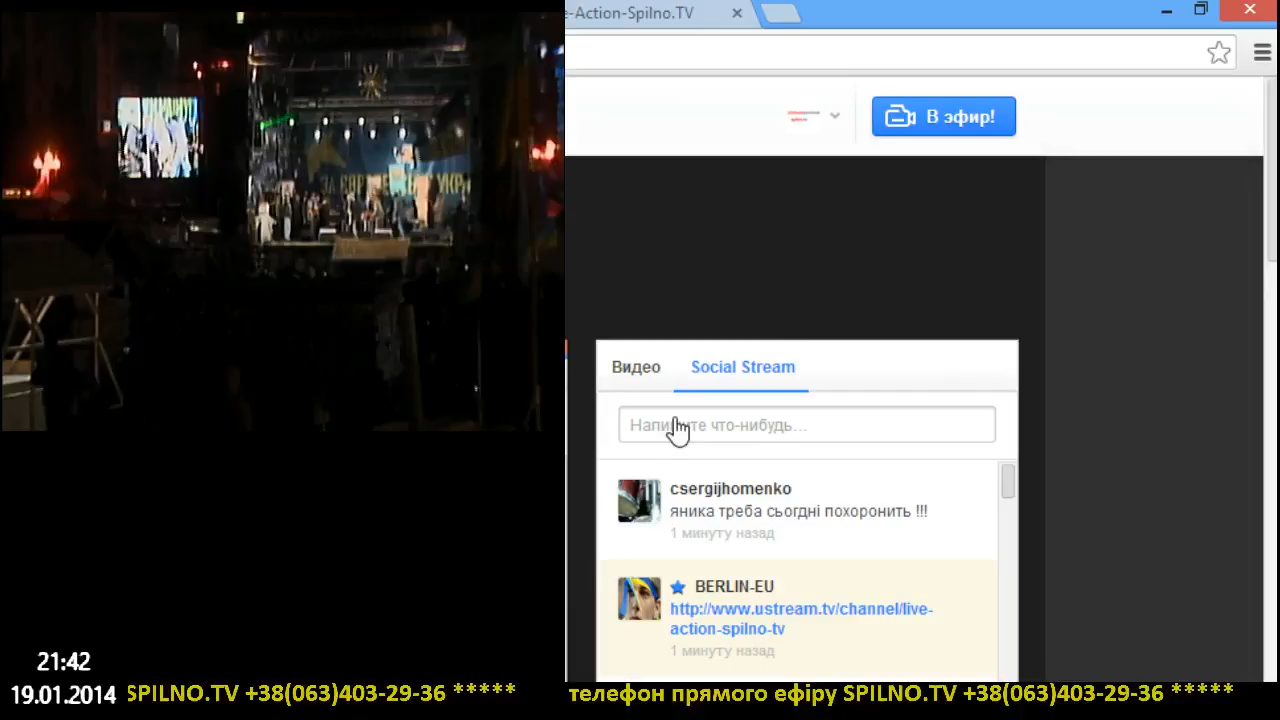 e-Action-Spilno.TV
В эфир!
Видео
Social Stream
Напишите что-нибудь...
csergijhomenko
яника треба сьогдні похоронить !!!
1 минуту назад
BERLIN-EU
http://www.ustream.tv/channel/live-
action-spilno-tv
1 минуту назад
21:42
19.01.2014
SPILNO.TV +38(063)403-29-36 ***** телефон прямого ефіру SPILNO.TV +38(063)403-29-36 *****